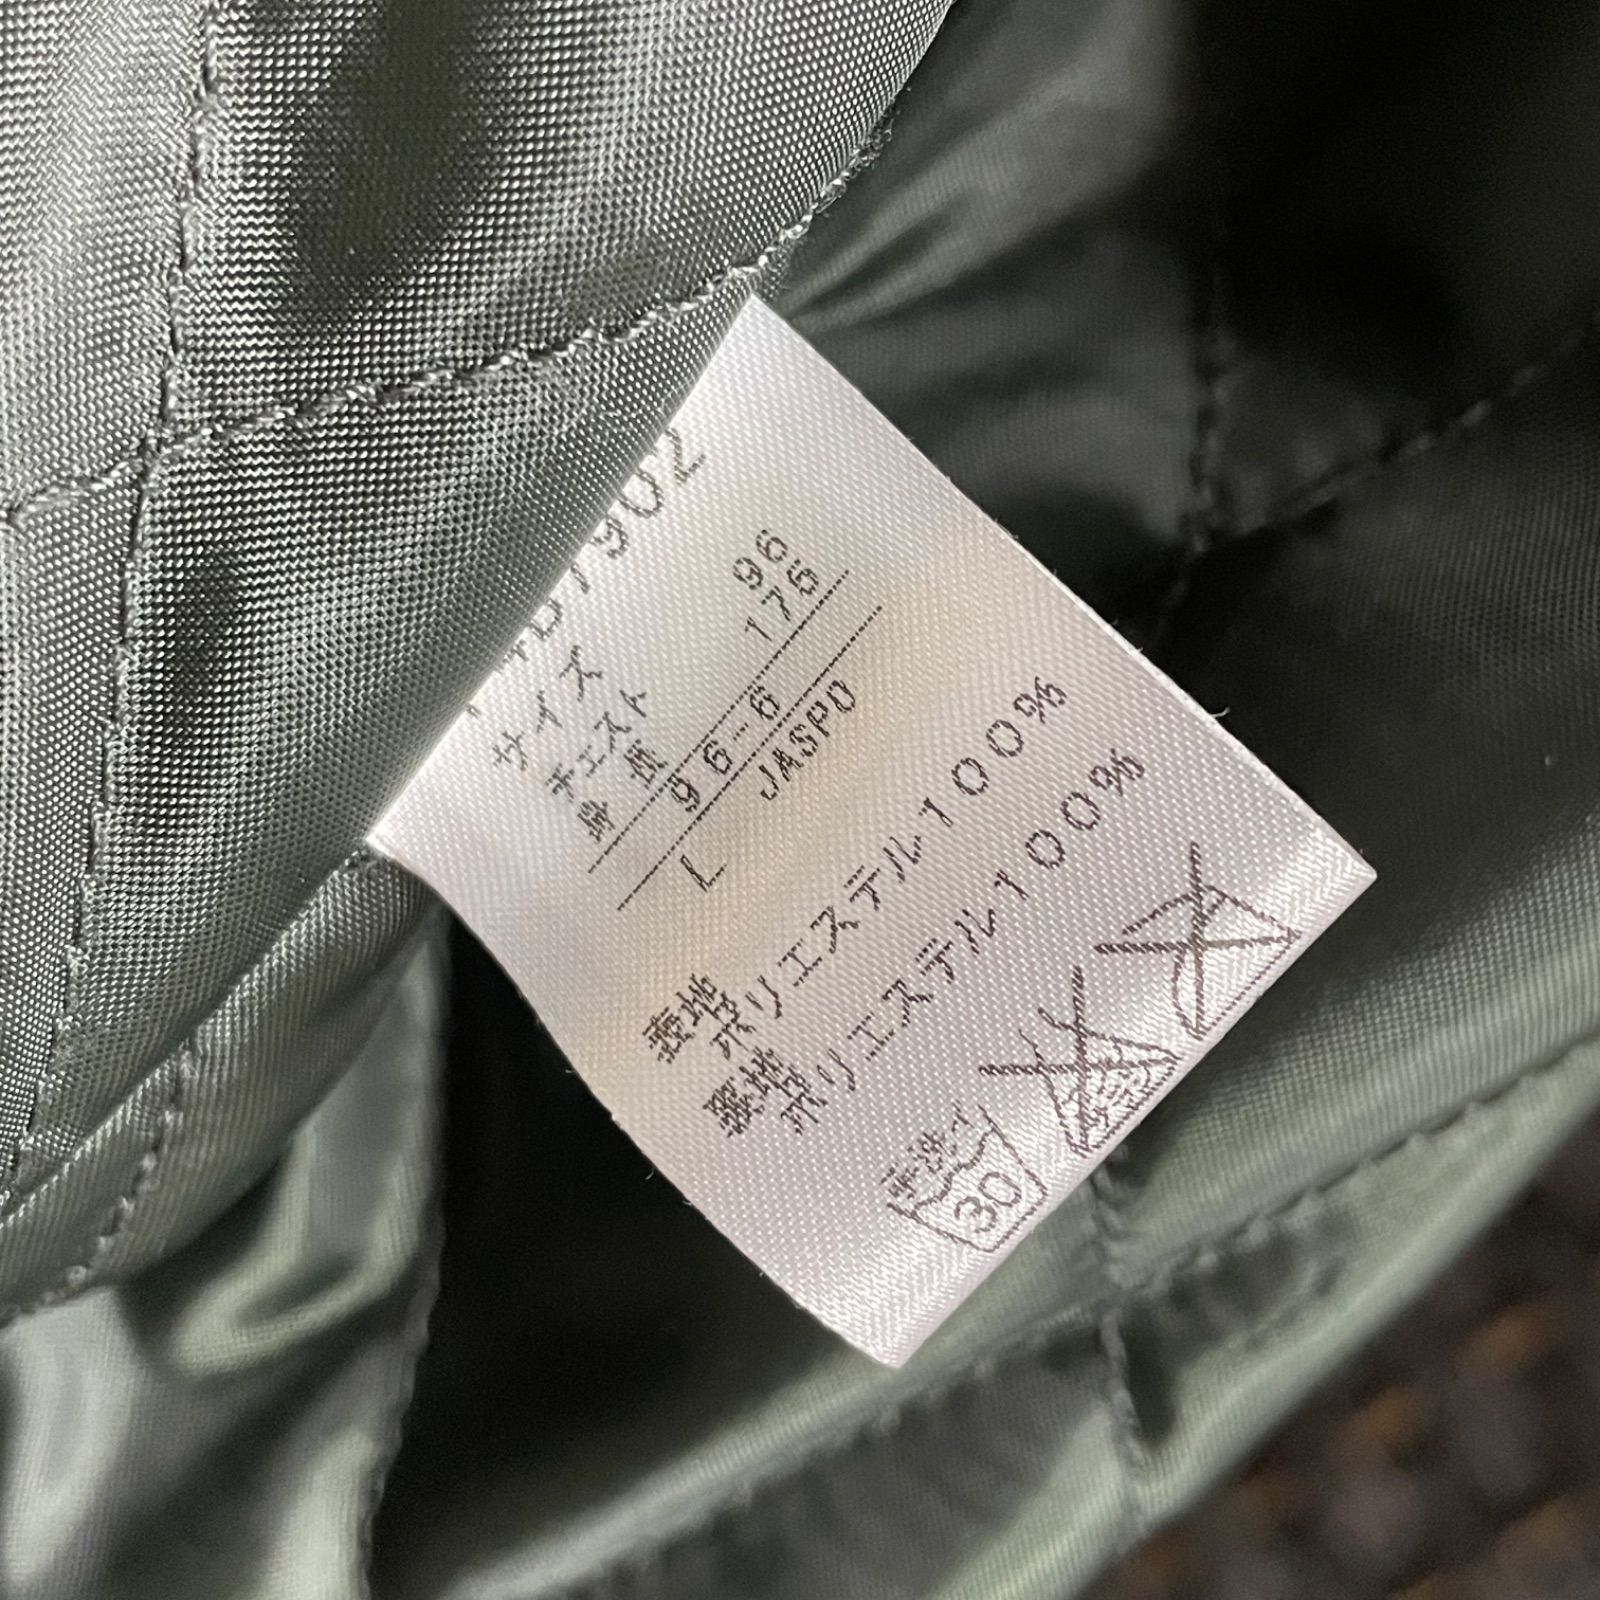 902
サイズ
チェスト 96
身長 175
96-6
L JASPO
表地
ポリエステル100%
裏地
ポリエステル100%
手洗イ
30